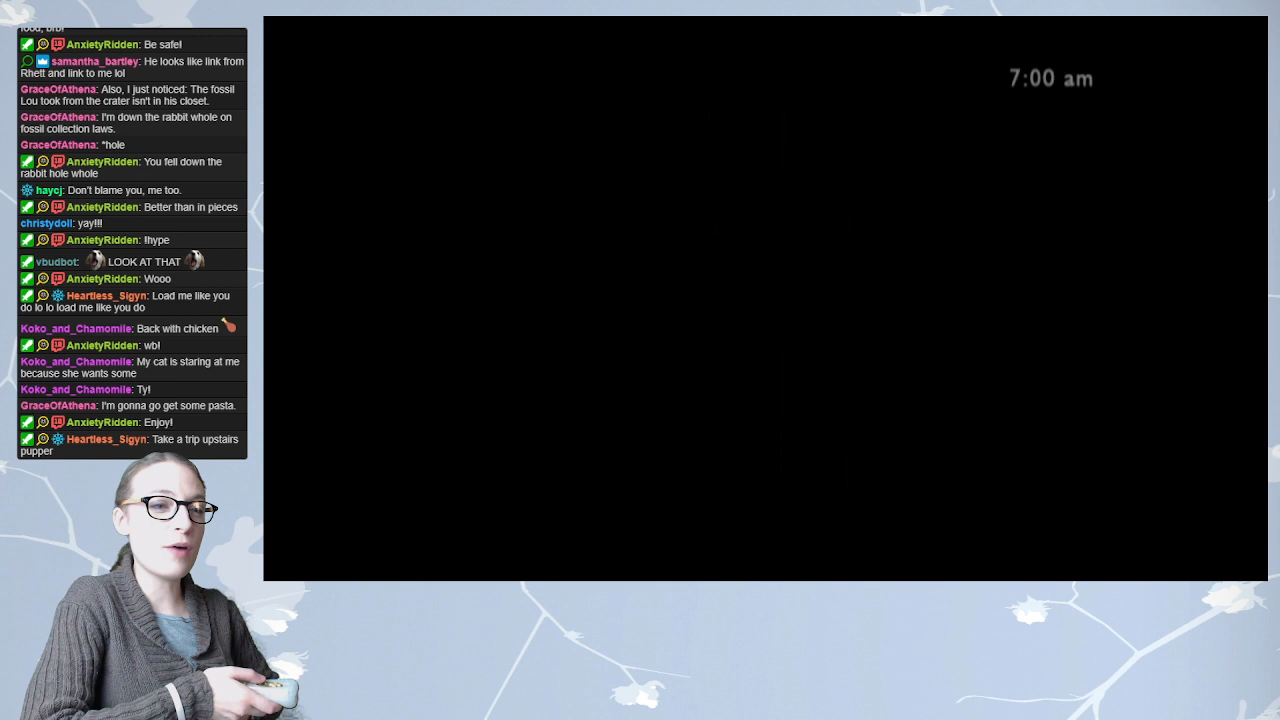 food, brb!
AnxietyRidden: Be safe!
samantha_bartley: He looks like link from
Rhett and link to me lol
GraceOfAthena: Also, I just noticed: The fossil
Lou took from the crater isn't in his closet.
GraceOfAthena: I'm down the rabbit whole on
fossil collection laws.
GraceOfAthena: *hole
AnxietyRidden: You fell down the
rabbit hole whole
haycj: Don't blame you, me too.
AnxietyRidden: Better than in pieces
christydoll: yay!!!
AnxietyRidden: !hype
vbudbot: LOOK AT THAT
AnxietyRidden: Wooo
Heartless_Sigyn: Load me like you
do lo lo load me like you do
Koko_and_Chamomile: Back with chicken
AnxietyRidden: wb!
Koko_and_Chamomile: My cat is staring at me
because she wants some
Koko_and_Chamomile: Ty!
GraceOfAthena: I'm gonna go get some pasta.
AnxietyRidden: Enjoy!
Heartless_Sigyn: Take a trip upstairs
pupper
7:00 am